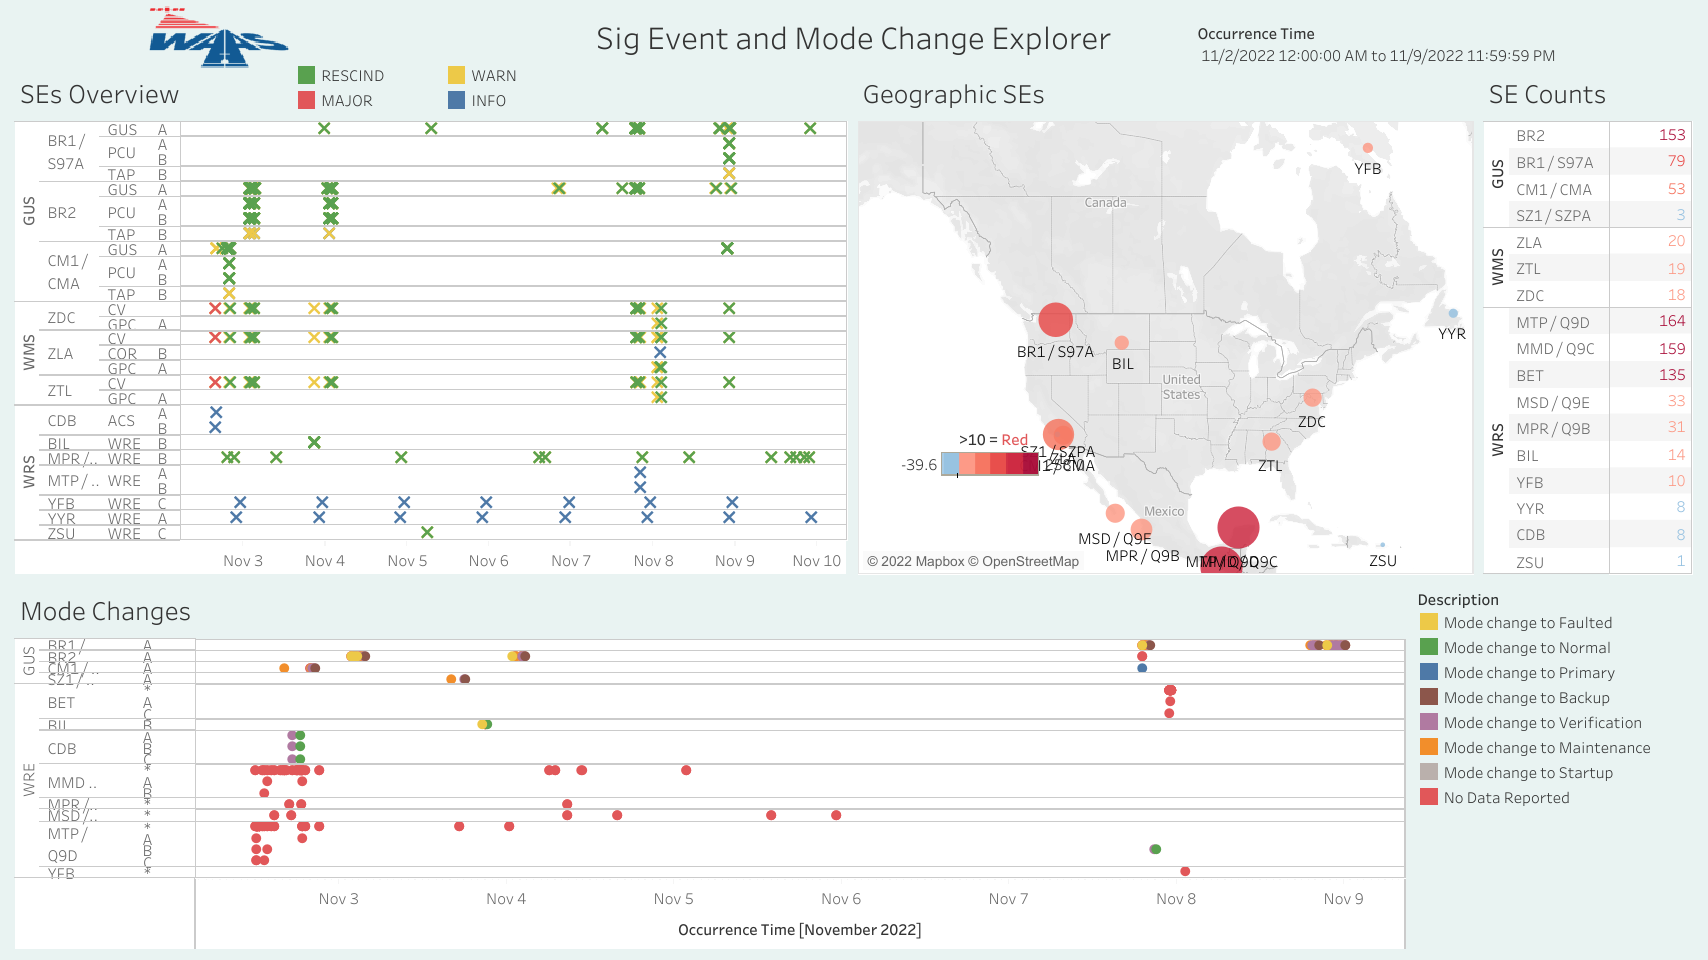 WAAS
Sig Event and Mode Change Explorer
Occurrence Time
11/2/2022 12:00:00 AM to 11/9/2022 11:59:59 PM
SEs Overview
RESCIND
WARN
MAJOR
INFO
GUS
BR1 /
S97A
GUS A
PCU A
B
TAP B
BR2
GUS A
PCU A
B
TAP B
CM1 /
CMA
GUS A
PCU A
B
TAP B
WMS
ZDC
CV
GPC A
ZLA
CV
COR B
GPC A
ZTL
CV
GPC A
WRS
CDB ACS A
B
BIL WRE B
MPR /.. WRE B
MTP / .. WRE A
B
YFB WRE C
YYR WRE A
ZSU WRE C
Nov 3 Nov 4 Nov 5 Nov 6 Nov 7 Nov 8 Nov 9 Nov 10
Geographic SEs
YFB
Canada
YYR
BR1 / S97A
BIL
United
States
ZDC
>10 = Red
SZ1 / SZPA
-39.6
ZTL
Mexico
MSD / Q9E
MPR / Q9B
ZSU
© 2022 Mapbox © OpenStreetMap
SE Counts
GUS
BR2 153
BR1 / S97A 79
CM1 / CMA 53
SZ1 / SZPA 3
WMS
ZLA 20
ZTL 19
ZDC 18
WRS
MTP / Q9D 164
MMD / Q9C 159
BET 135
MSD / Q9E 33
MPR / Q9B 31
BIL 14
YFB 10
YYR 8
CDB 8
ZSU 1
Mode Changes
GUS
BR1 / A
BR2 A
CM1 / .. A
SZ1 / .. A
WRE
BET *
A
C
BIL B
CDB A
B
C
MMD .. *
A
B
MPR /.. *
MSD /.. *
MTP /
Q9D
*
A
B
C
YFB *
Nov 3 Nov 4 Nov 5 Nov 6 Nov 7 Nov 8 Nov 9
Occurrence Time [November 2022]
Description
Mode change to Faulted
Mode change to Normal
Mode change to Primary
Mode change to Backup
Mode change to Verification
Mode change to Maintenance
Mode change to Startup
No Data Reported